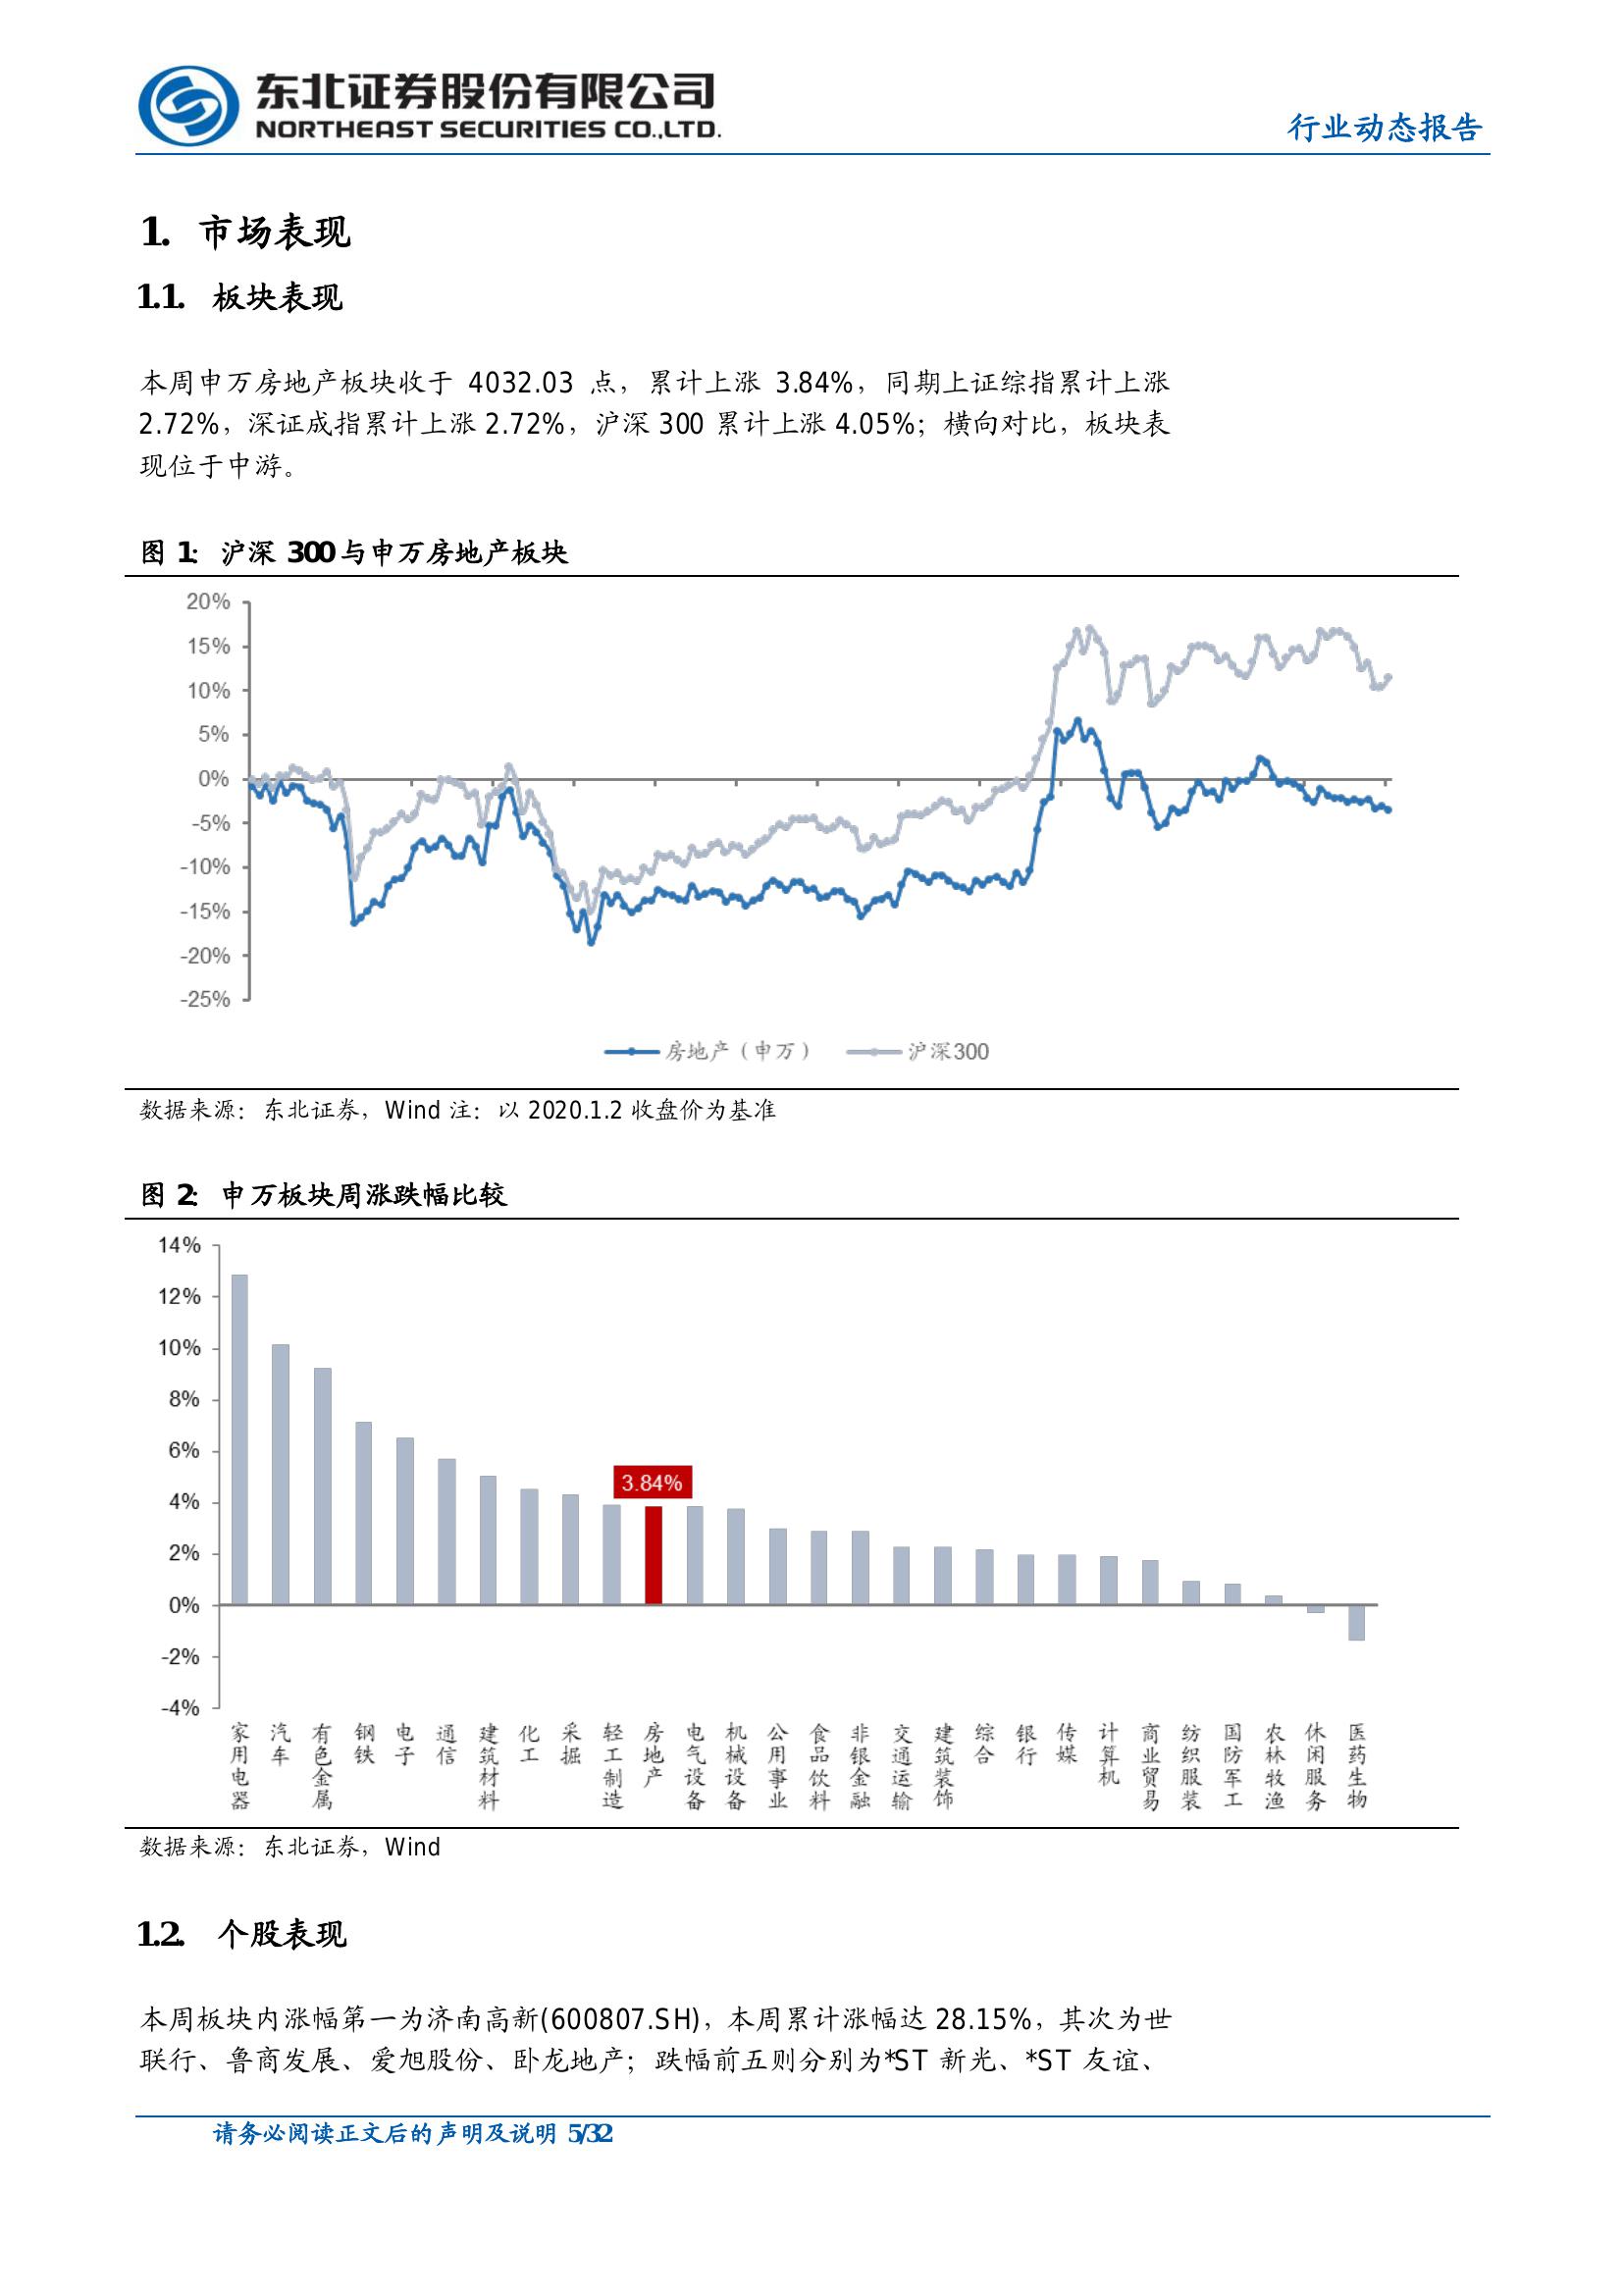 东北证券股份有限公司
NORTHEAST SECURITIES CO.,LTD.
行业动态报告
1. 市场表现
1.1. 板块表现
本周申万房地产板块收于 4032.03 点，累计上涨 3.84%，同期上证综指累计上涨
2.72%，深证成指累计上涨 2.72%，沪深 300 累计上涨 4.05%；横向对比，板块表
现位于中游。
图 1: 沪深 300 与申万房地产板块
20%
15%
10%
5%
0%
-5%
-10%
-15%
-20%
-25%
房地产（申万） 沪深300
数据来源：东北证券，Wind 注：以 2020.1.2 收盘价为基准
图 2: 申万板块周涨跌幅比较
14%
12%
10%
8%
6%
3.84%
4%
2%
0%
-2%
-4%
家用电器 汽车 有色金属 钢铁 电子 通信 建筑材料 化工 采掘 轻工制造 房地产 电气设备 机械设备 公用事业 食品饮料 非银金融 交通运输 建筑装饰 综合 银行 传媒 计算机 商业贸易 纺织服装 国防军工 农林牧渔 休闲服务 医药生物
数据来源：东北证券，Wind
1.2. 个股表现
本周板块内涨幅第一为济南高新(600807.SH)，本周累计涨幅达 28.15%，其次为世
联行、鲁商发展、爱旭股份、卧龙地产；跌幅前五则分别为*ST 新光、*ST 友谊、
请务必阅读正文后的声明及说明 5/32